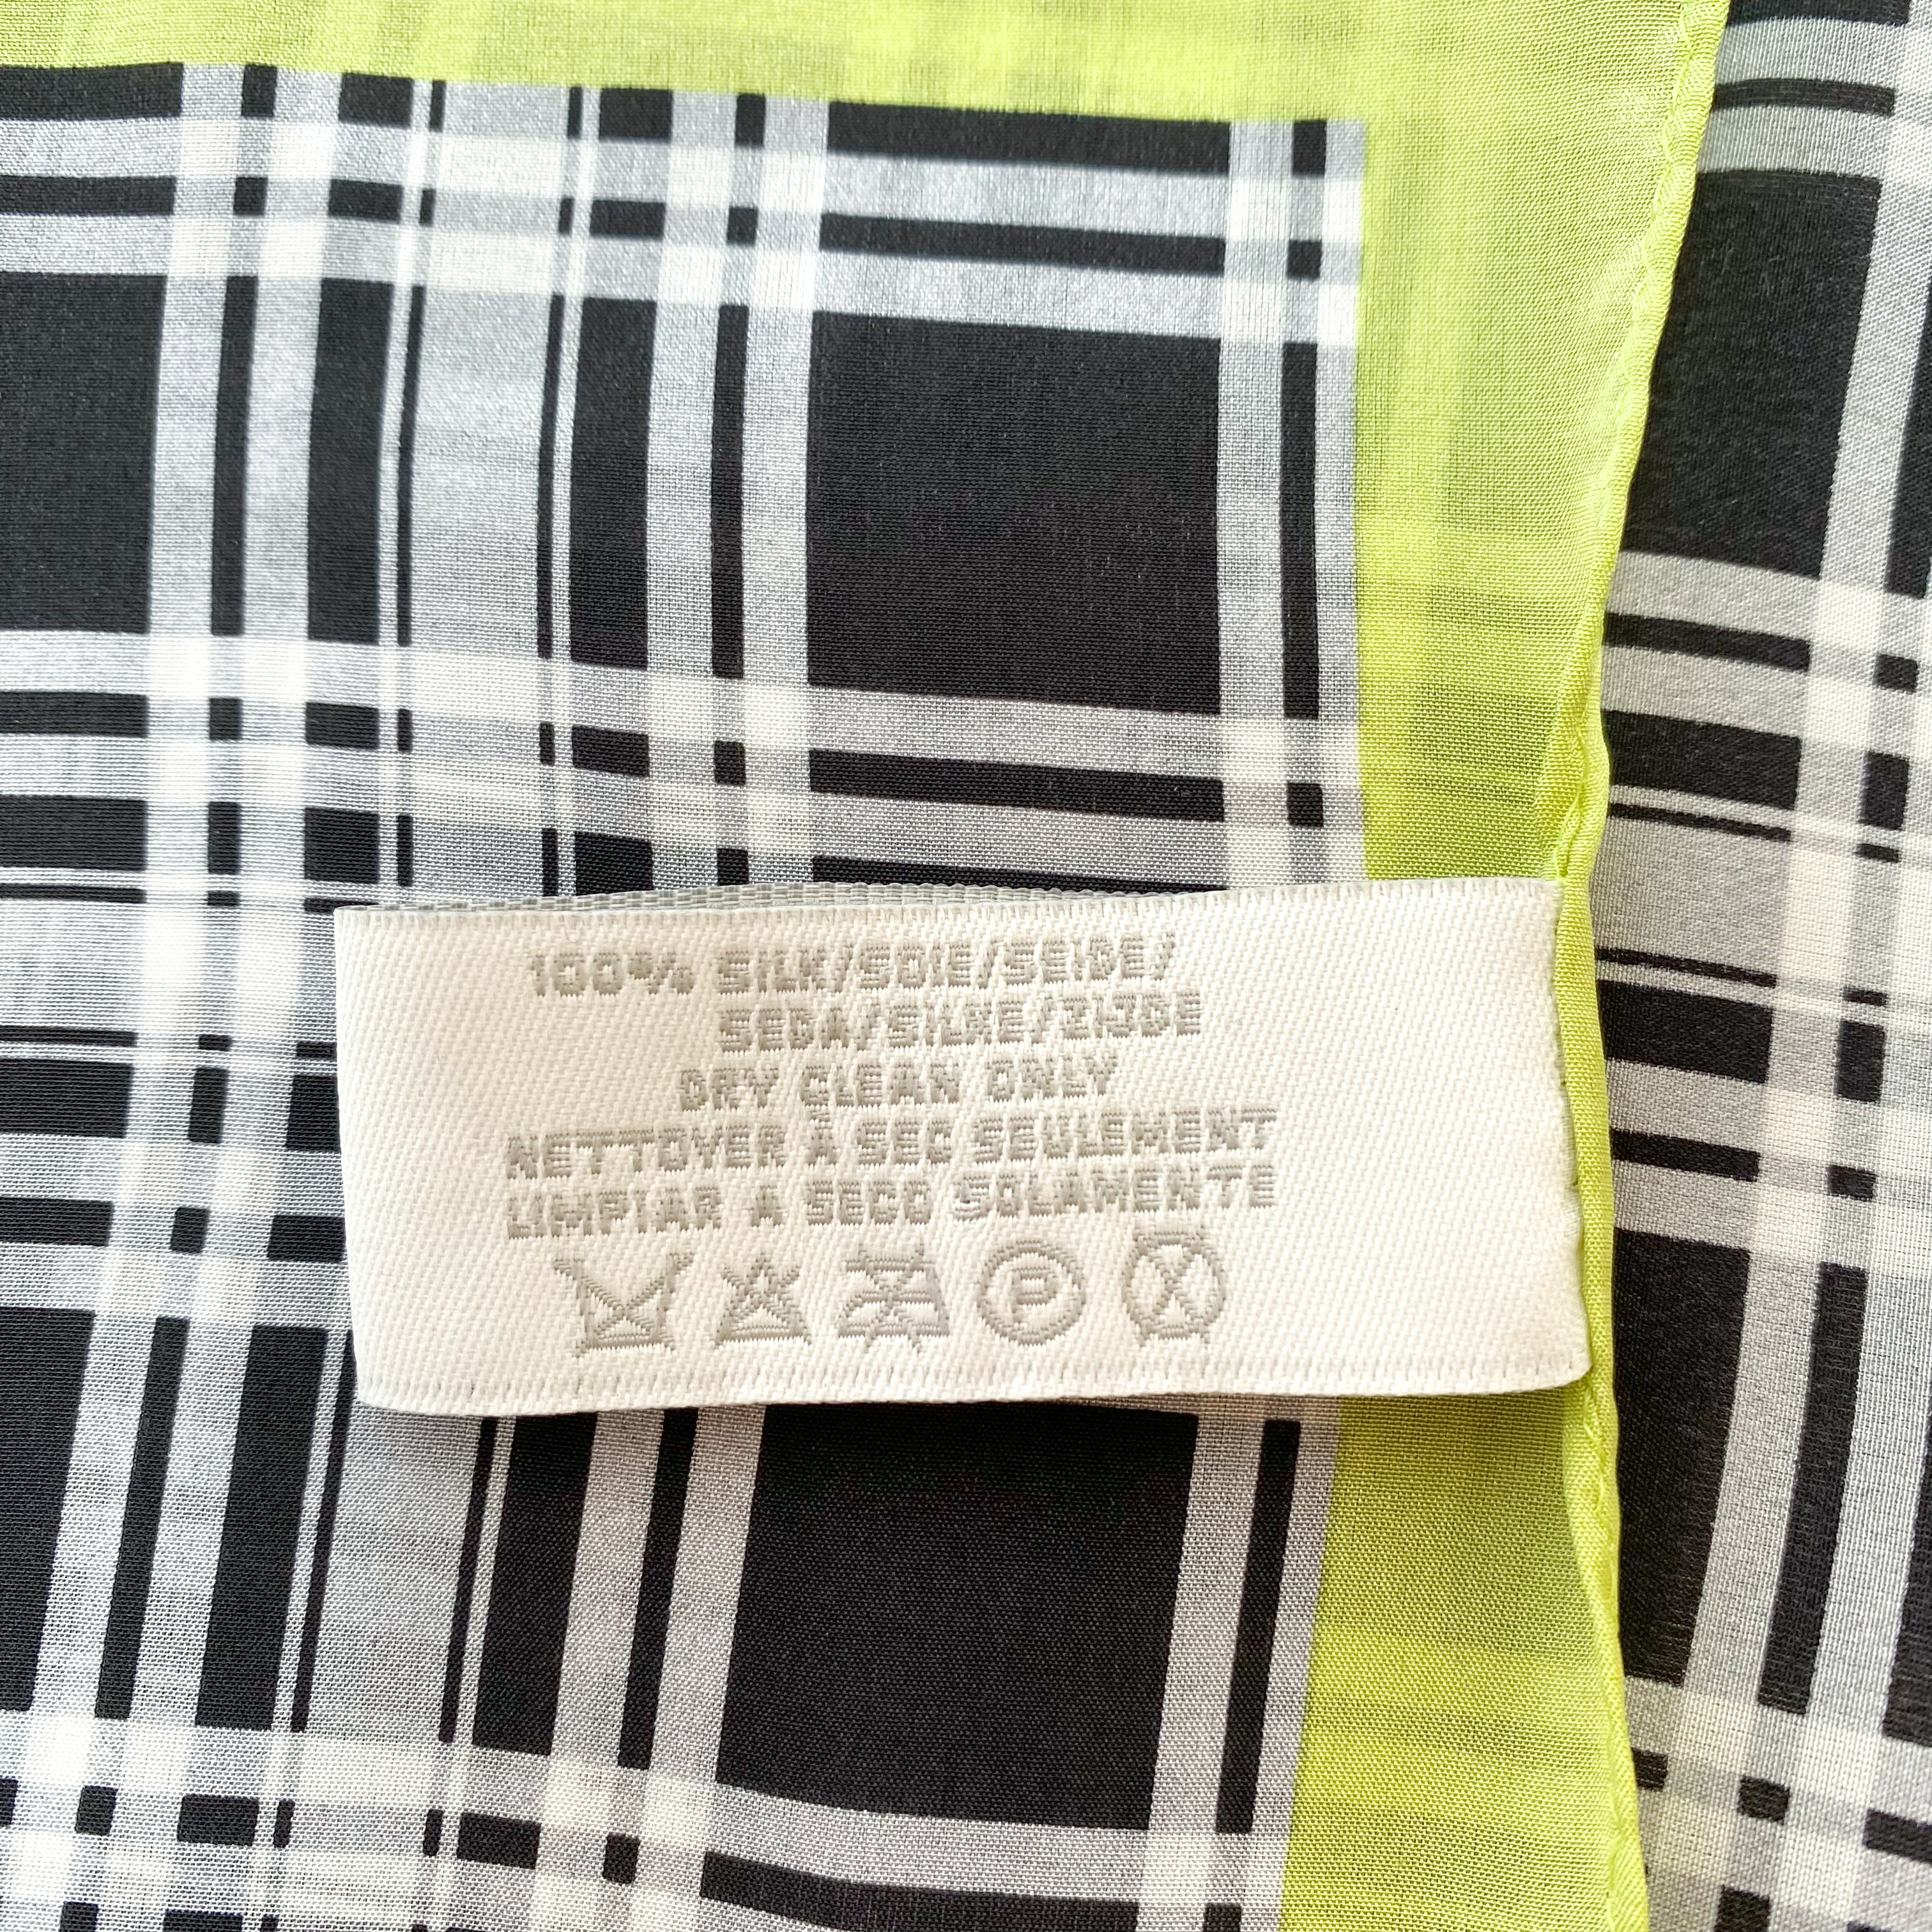 100% SILK/SOIE/SEIDE/
SEDA/SILKE/ZIJDE
DRY CLEAN ONLY
NETTOYER À SEC SEULEMENT
LIMPIAR A SECO SOLAMENTE
P